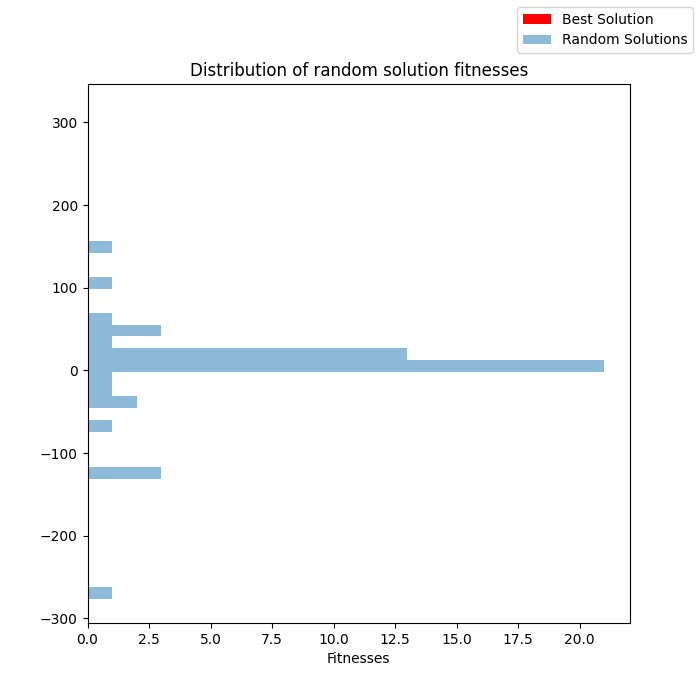 Best Solution
Random Solutions
Distribution of random solution fitnesses
300
200
100
0
−100
−200
−300
0.0 2.5 5.0 7.5 10.0 12.5 15.0 17.5 20.0
Fitnesses